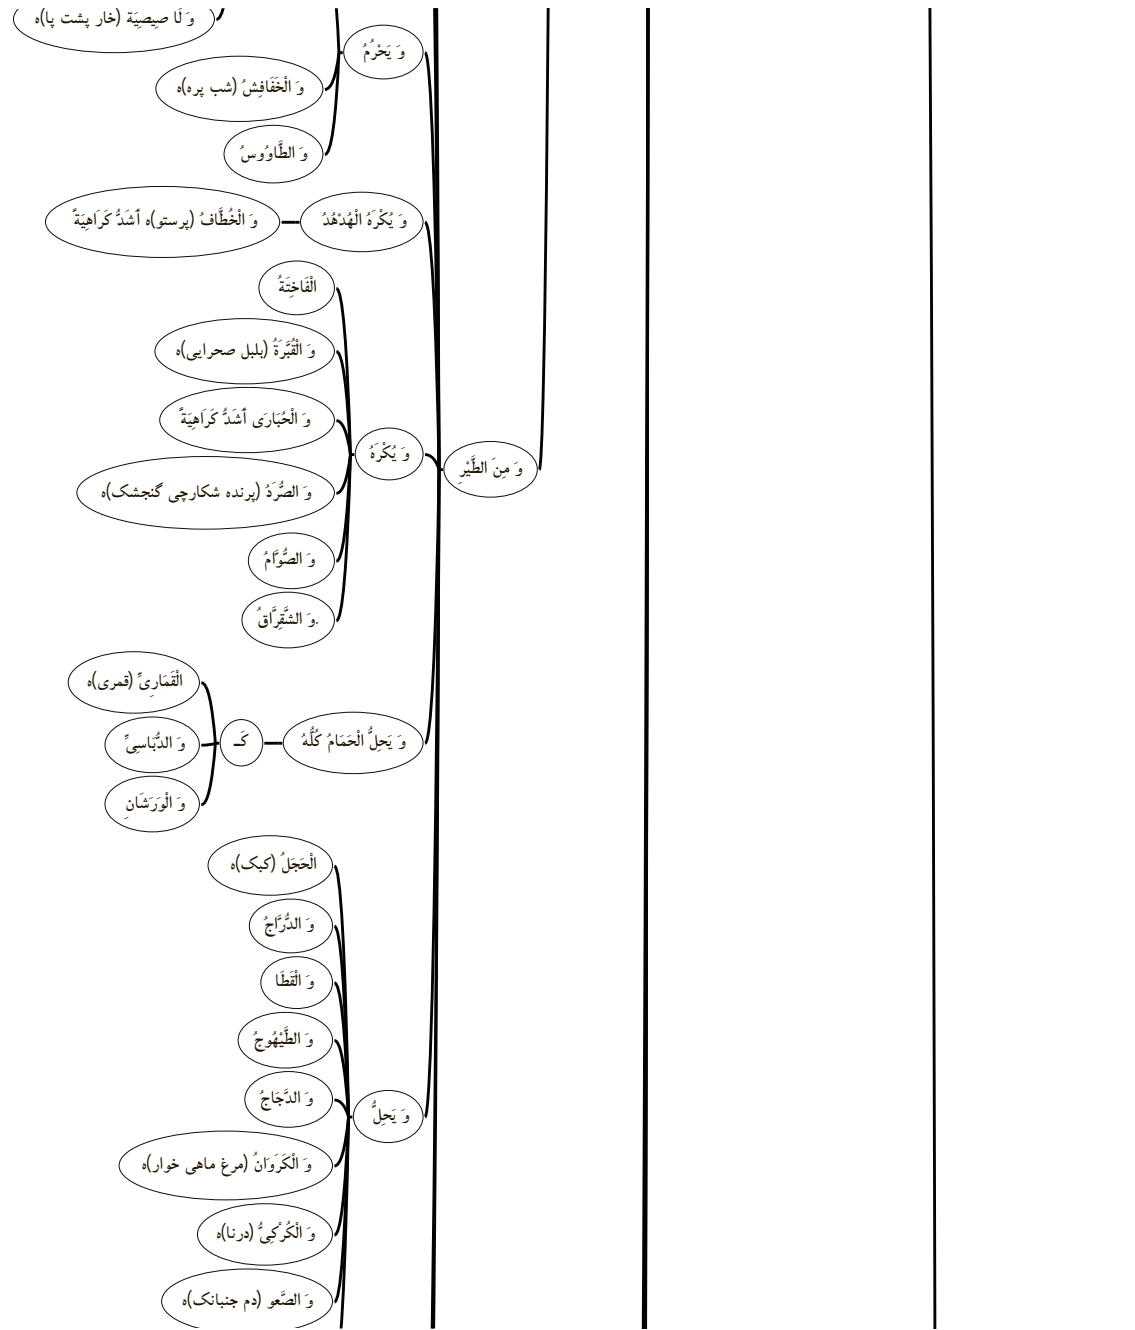 وَ لَا صِیصِیَة (خار پشت پا)ه
وَ یَحْرُمُ
وَ الْخَفَافِشُ (شب پره)ه
وَ الطَّاوُوسُ
وَ یُکْرَهُ الْهُدْهُدُ
وَ الْخُطَّافُ (پرستو)ه أَشَدُّ کَرَاهِیَةً
الْفَاخِتَةُ
وَ الْقُبَّرَةُ (بلبل صحرایی)ه
وَ الْحُبَارَی أَشَدُّ کَرَاهِیَةً
وَ یُکْرَهُ
وَ مِنَ الطَّیْرِ
وَ الصُّرَدُ (پرنده شکارچی گنجشک)ه
وَ الصُّوَّامُ
وَ الشَّقِرَّاقُ.
الْقَمَارِیِّ (قمری)ه
وَ یَحِلُّ الْحَمَامُ کُلُّهُ
کَـ
وَ الدُّبَاسِیِّ
وَ الْوَرَشَانِ
الْحَجَلُ (کبک)ه
وَ الدُّرَّاجُ
وَ الْقَطَا
وَ الطَّیْهُوجُ
وَ الدَّجَاجُ
وَ یَحِلُّ
وَ الْکَرَوَانُ (مرغ ماهی خوار)ه
وَ الْکُرْکِیُّ (درنا)ه
وَ الصَّعو (دم جنبانک)ه